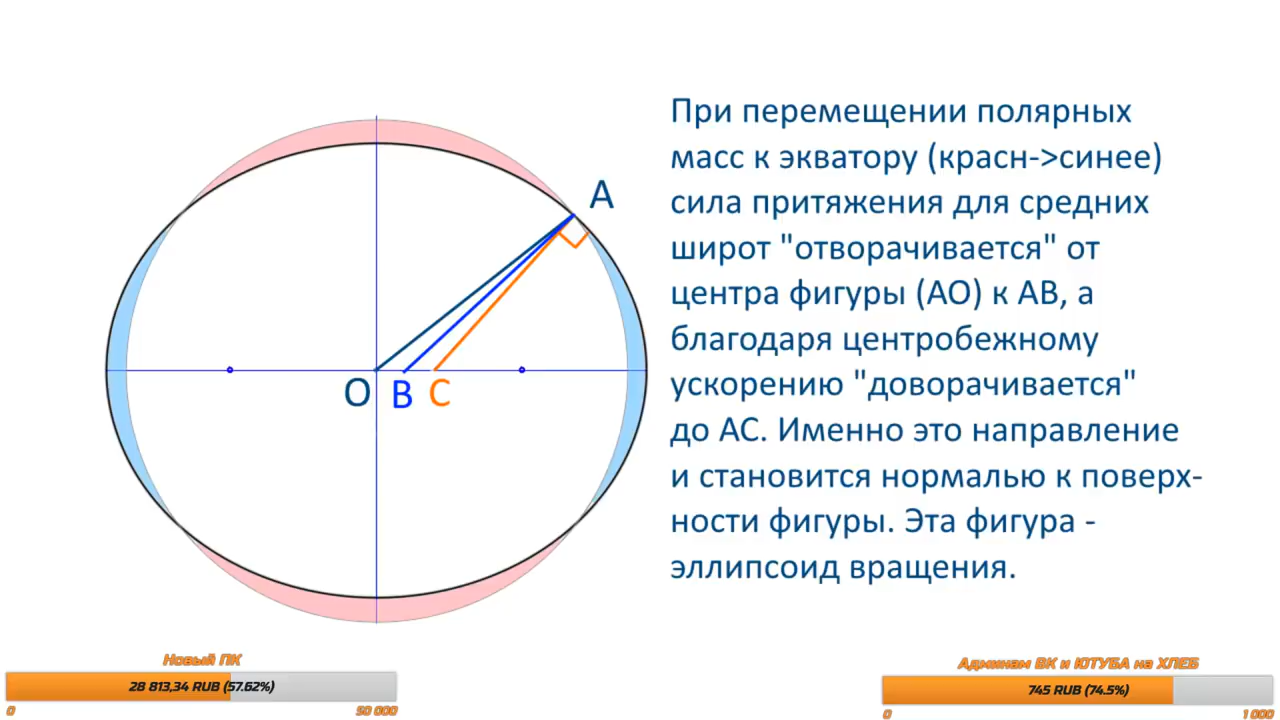 При перемещении полярных
масс к экватору (красн->синее)
сила притяжения для средних
широт "отворачивается" от
центра фигуры (АО) к АВ, а
благодаря центробежному
ускорению "доворачивается"
до АС. Именно это направление
и становится нормалью к поверх-
ности фигуры. Эта фигура -
эллипсоид вращения.
A
O B C
Новый ПК
28 813,34 RUB (57.62%)
0 50 000
Админам ВК и ЮТУБА на ХЛЕБ
745 RUB (74.5%)
0 1 000